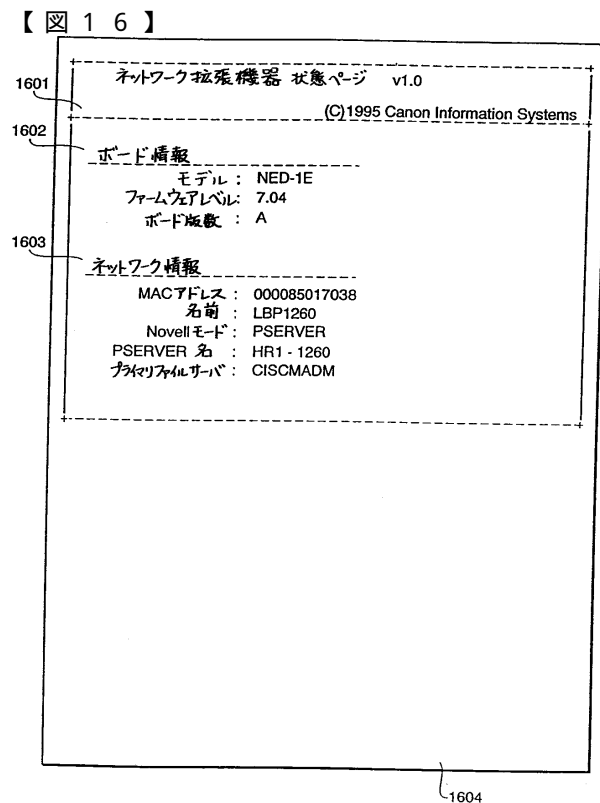 【図16】
1601
ネットワーク拡張機器 状態ページ v1.0
(C)1995 Canon Information Systems
1602
ボード情報
モデル : NED-1E
ファームウェアレベル: 7.04
ボード版数 : A
1603
ネットワーク情報
MACアドレス : 000085017038
名前 : LBP1260
Novellモード : PSERVER
PSERVER 名 : HR1 - 1260
プライマリファイルサーバ : CISCMADM
1604